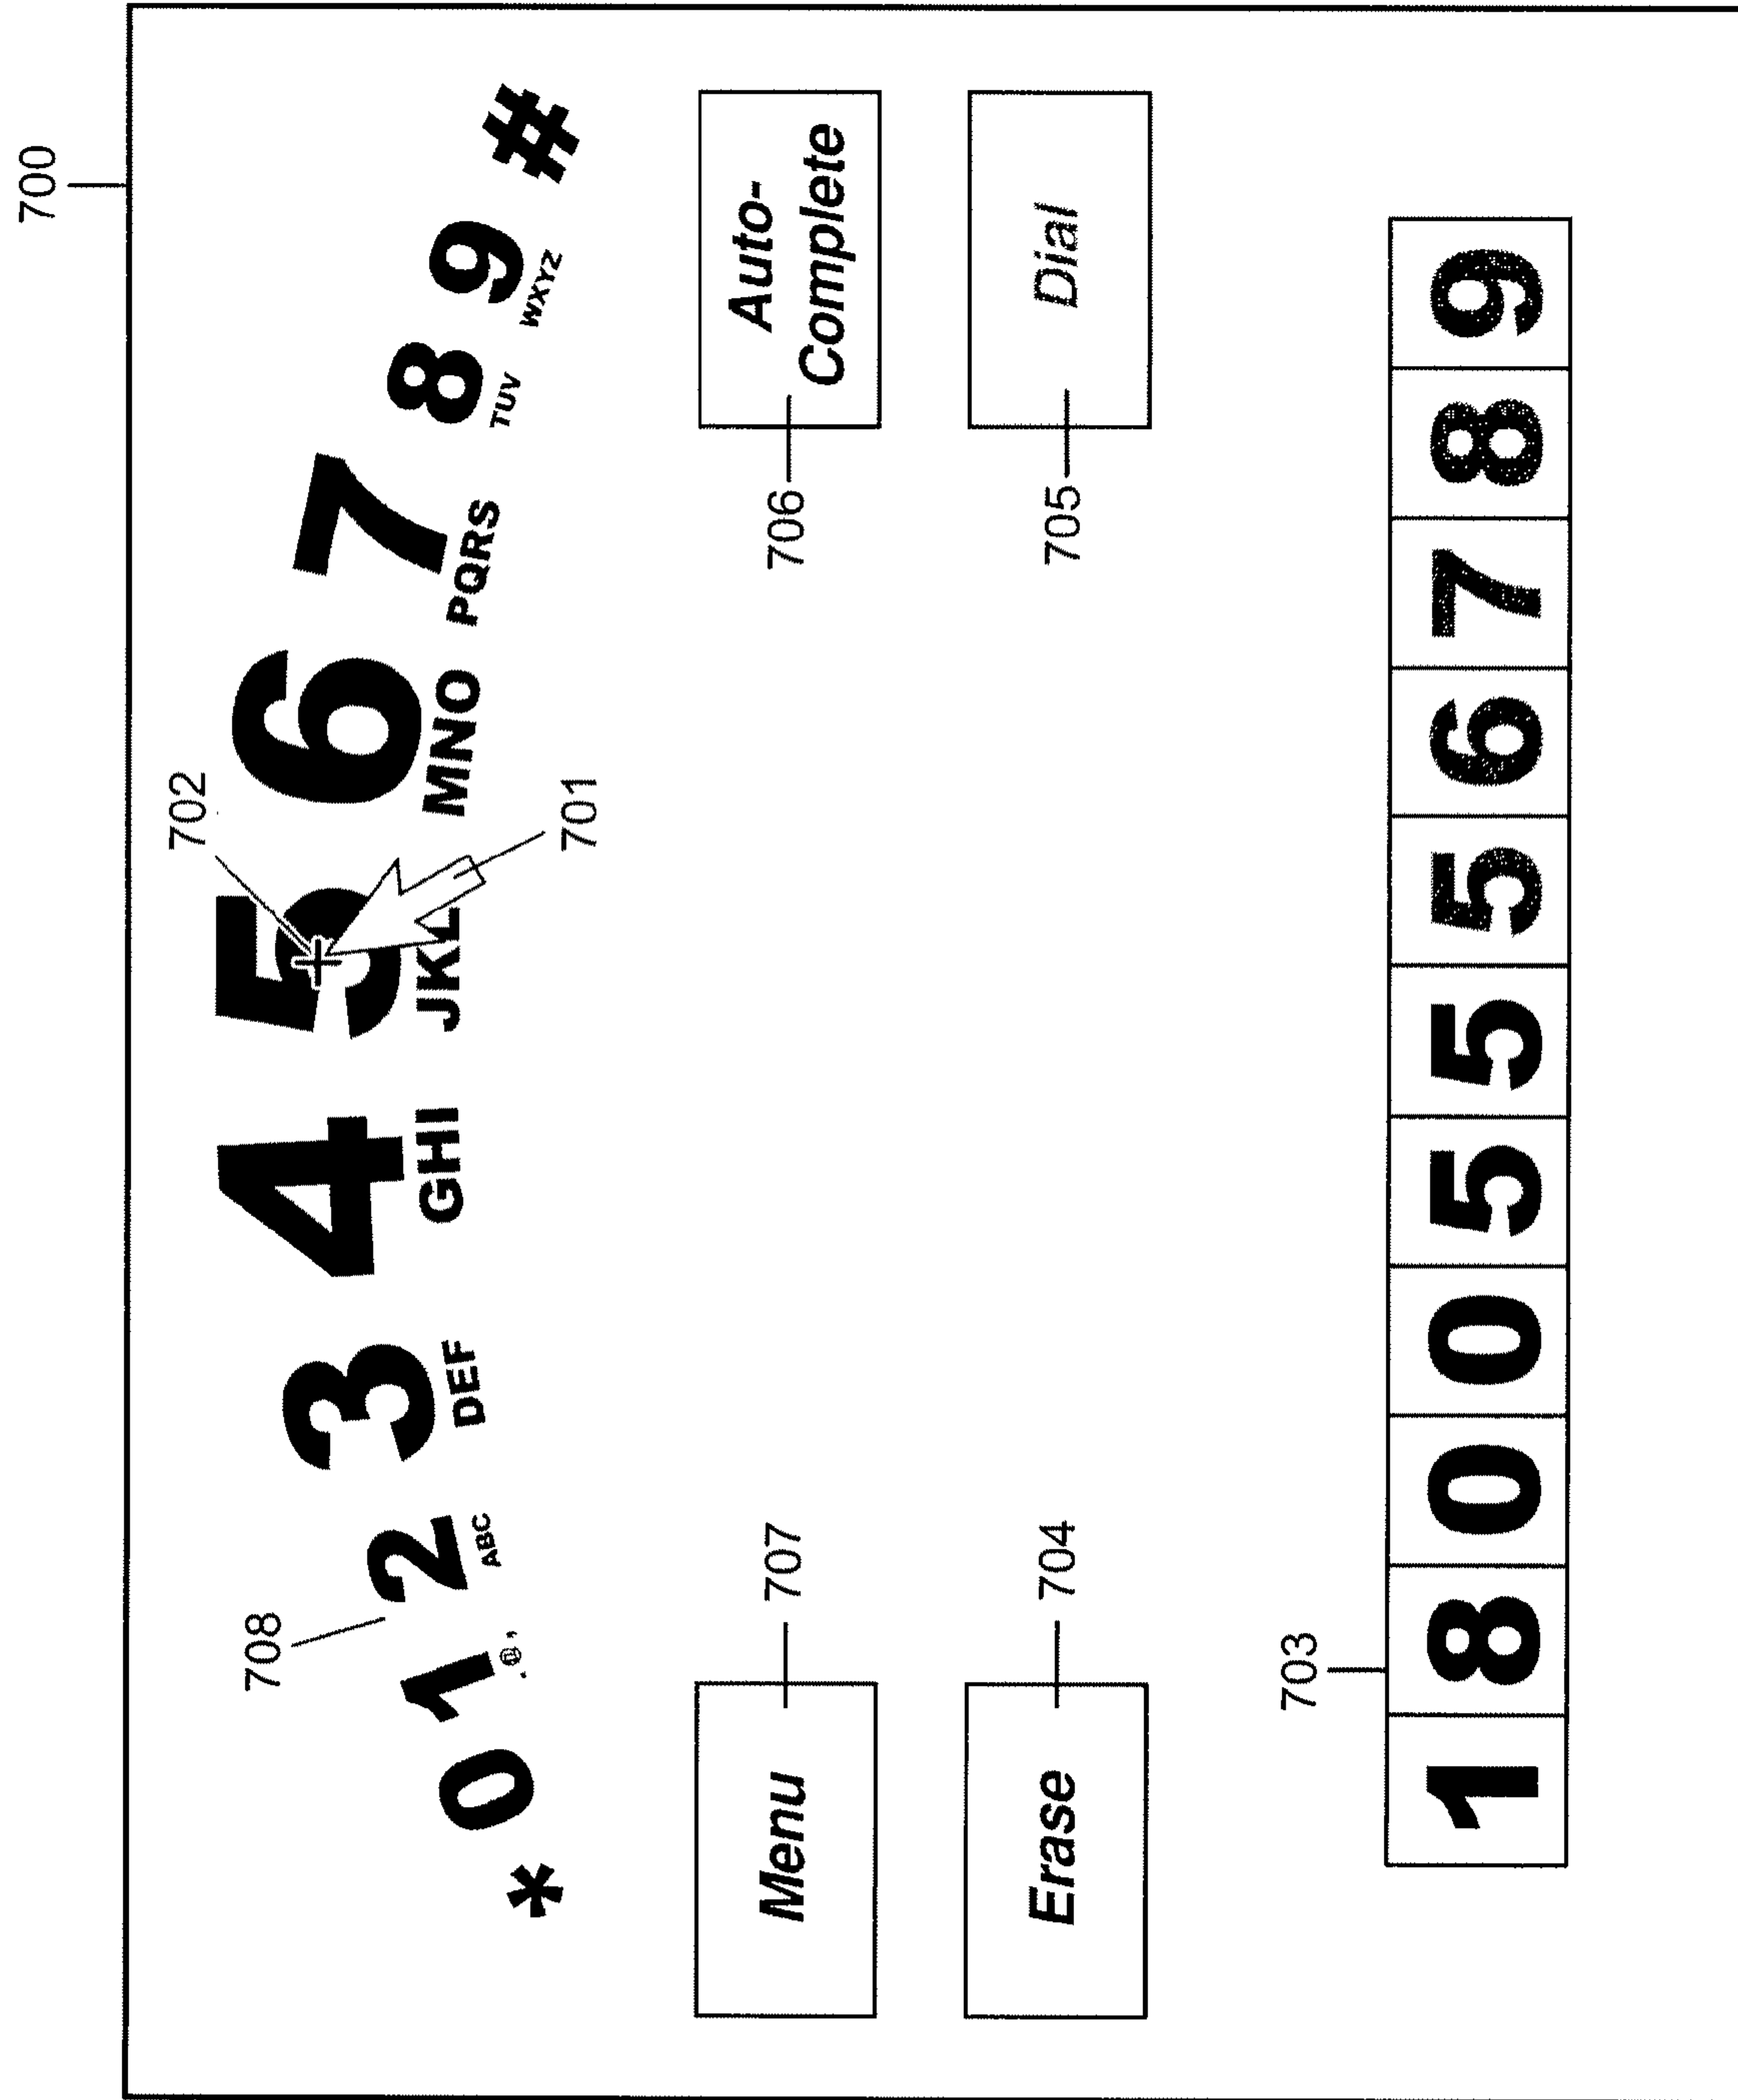 700
702
708
* 0 1 2 3 4 5 6 7 8 9 #
.@, ABC DEF GHI JKL MNO PQRS TUV WXYZ
701
Menu
707
706
Auto-
Complete
Erase
704
705
Dial
703
1 8 0 0 5 5 5 6 7 8 9